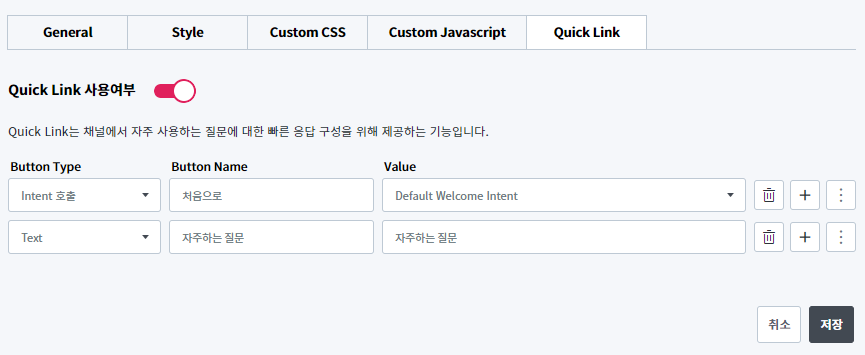 General Style Custom CSS Custom Javascript Quick Link
Quick Link 사용여부
Quick Link는 채널에서 자주 사용하는 질문에 대한 빠른 응답 구성을 위해 제공하는 기능입니다.
Button Type Button Name Value
Intent 호출 처음으로 Default Welcome Intent
Text 자주하는 질문 자주하는 질문
취소 저장